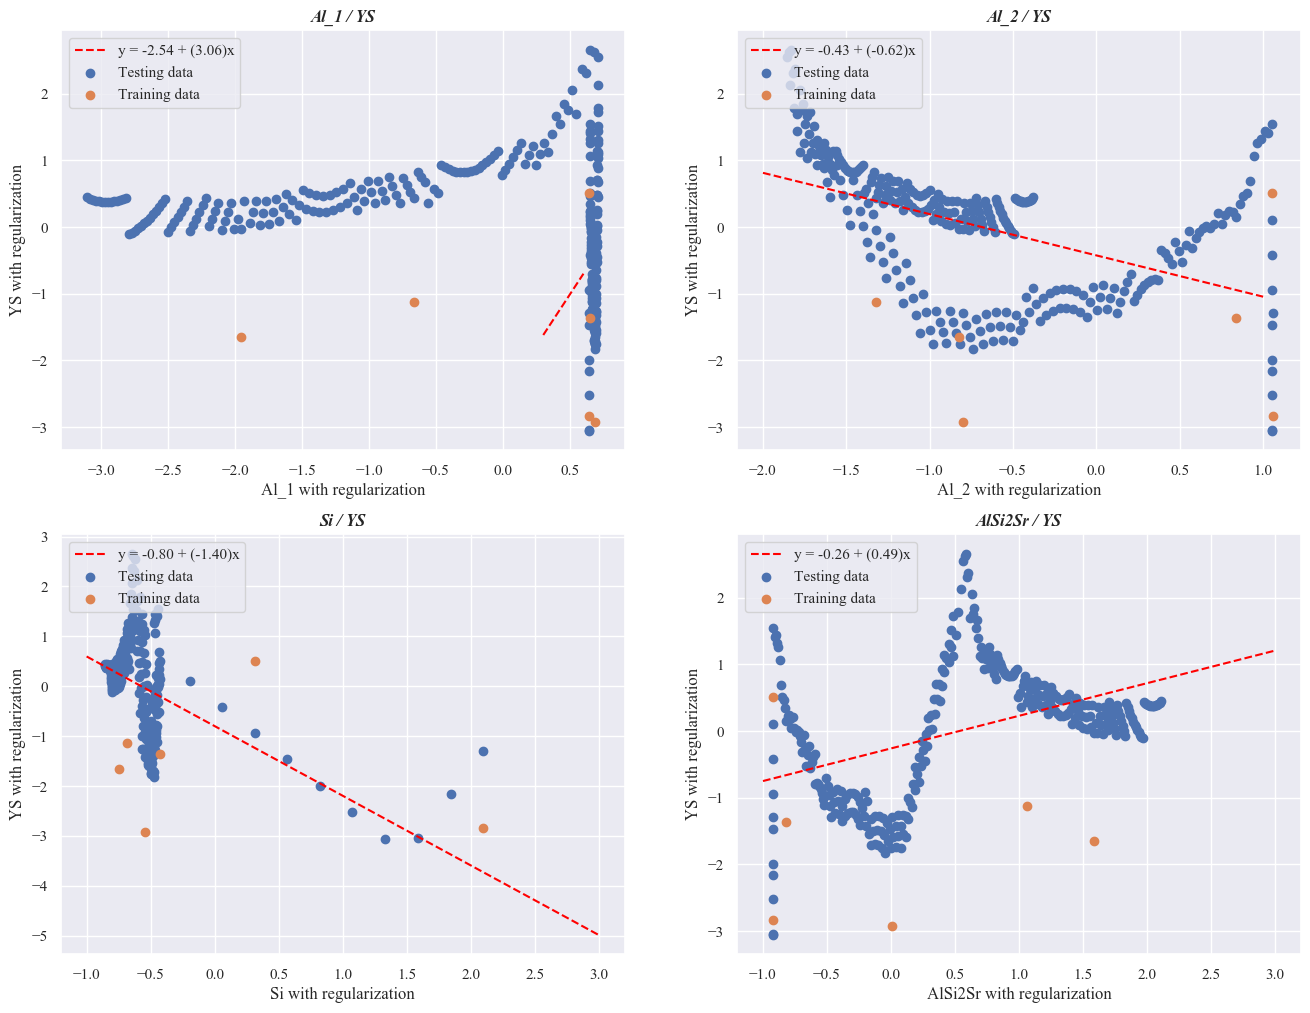 Al_1 / YS
y = -2.54 + (3.06)x
Testing data
Training data
YS with regularization
2
1
0
−1
−2
−3
−3.0 −2.5 −2.0 −1.5 −1.0 −0.5 0.0 0.5
Al_1 with regularization
Al_2 / YS
y = -0.43 + (-0.62)x
Testing data
Training data
YS with regularization
2
1
0
−1
−2
−3
−2.0 −1.5 −1.0 −0.5 0.0 0.5 1.0
Al_2 with regularization
Si / YS
y = -0.80 + (-1.40)x
Testing data
Training data
YS with regularization
3
2
1
0
−1
−2
−3
−4
−5
−1.0 −0.5 0.0 0.5 1.0 1.5 2.0 2.5 3.0
Si with regularization
AlSi2Sr / YS
y = -0.26 + (0.49)x
Testing data
Training data
YS with regularization
2
1
0
−1
−2
−3
−1.0 −0.5 0.0 0.5 1.0 1.5 2.0 2.5 3.0
AlSi2Sr with regularization